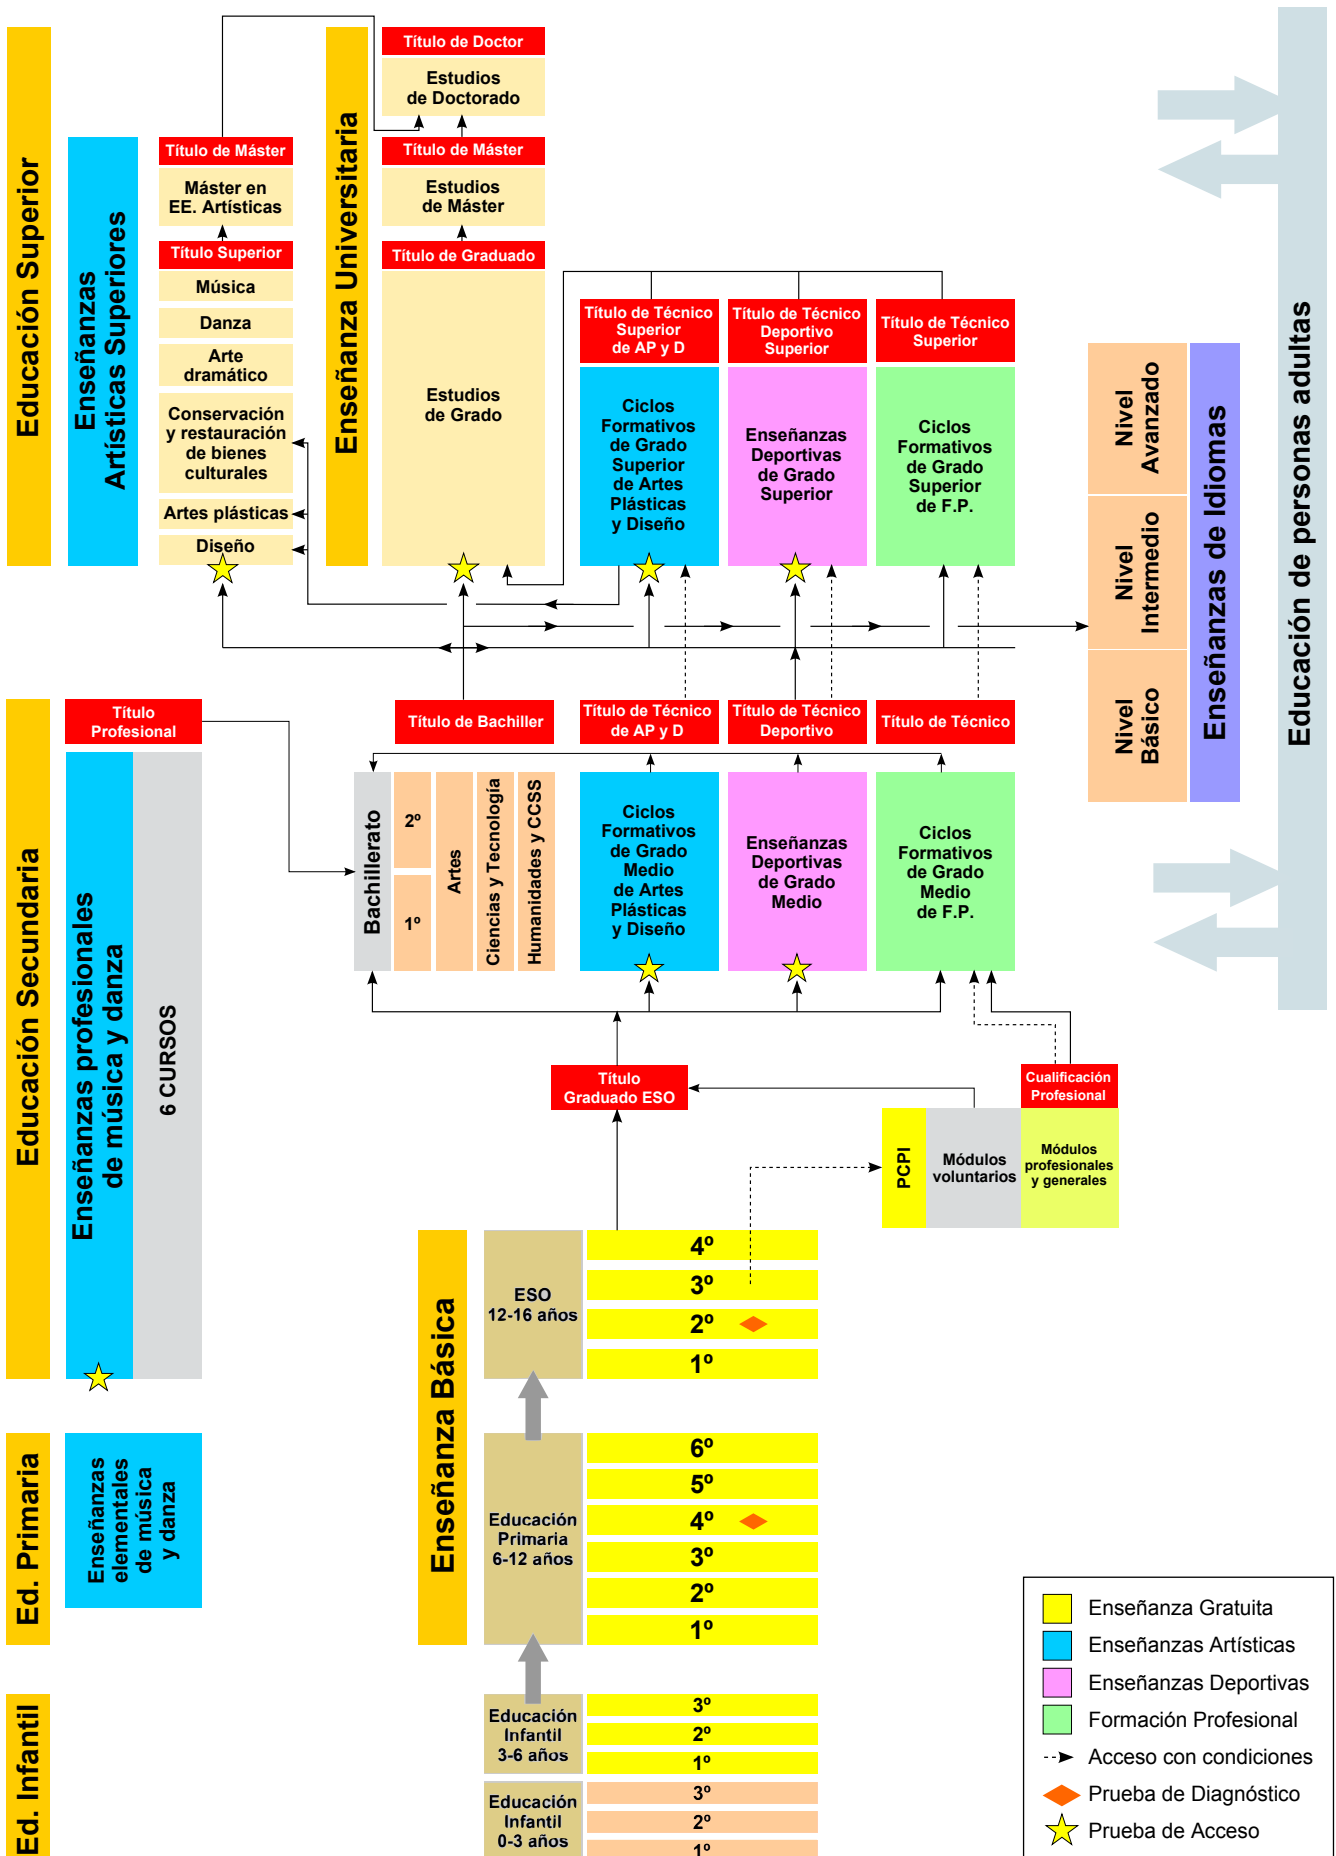 Educación Superior
Enseñanzas
Artísticas Superiores
Título de Máster
Máster en
EE. Artísticas
Título Superior
Música
Danza
Arte
dramático
Conservación
y restauración
de bienes
culturales
Artes plásticas
Diseño
Enseñanza Universitaria
Título de Doctor
Estudios
de Doctorado
Título de Máster
Estudios
de Máster
Título de Graduado
Estudios
de Grado
Título de Técnico
Superior
de AP y D
Ciclos
Formativos
de Grado
Superior
de Artes
Plásticas
y Diseño
Título de Técnico
Deportivo
Superior
Enseñanzas
Deportivas
de Grado
Superior
Título de Técnico
Superior
Ciclos
Formativos
de Grado
Superior
de F.P.
Nivel
Avanzado
Nivel
Intermedio
Nivel
Básico
Enseñanzas de Idiomas
Educación de personas adultas
Educación Secundaria
Título
Profesional
Enseñanzas profesionales
de música y danza
6 CURSOS
Título de Bachiller
Bachillerato
2º
1º
Artes
Ciencias y Tecnología
Humanidades y CCSS
Título de Técnico
de AP y D
Ciclos
Formativos
de Grado
Medio
de Artes
Plásticas
y Diseño
Título de Técnico
Deportivo
Enseñanzas
Deportivas
de Grado
Medio
Título de Técnico
Ciclos
Formativos
de Grado
Medio
de F.P.
Título
Graduado ESO
Cualificación
Profesional
PCPI
Módulos
voluntarios
Módulos
profesionales
y generales
Enseñanza Básica
ESO
12-16 años
4º
3º
2º
1º
Ed. Primaria
Enseñanzas
elementales
de música
y danza
Educación
Primaria
6-12 años
6º
5º
4º
3º
2º
1º
Ed. Infantil
Educación
Infantil
3-6 años
3º
2º
1º
Educación
Infantil
0-3 años
3º
2º
1º
Enseñanza Gratuita
Enseñanzas Artísticas
Enseñanzas Deportivas
Formación Profesional
Acceso con condiciones
Prueba de Diagnóstico
Prueba de Acceso